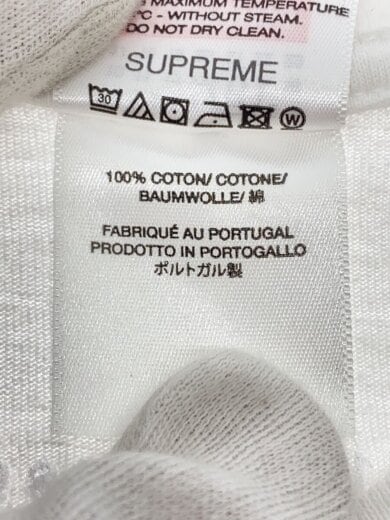 MAXIMUM TEMPERATURE
°C - WITHOUT STEAM.
DO NOT DRY CLEAN.
SUPREME
30
W
100% COTON/ COTONE/
BAUMWOLLE/ 綿
FABRIQUÉ AU PORTUGAL
PRODOTTO IN PORTOGALLO
ポルトガル製